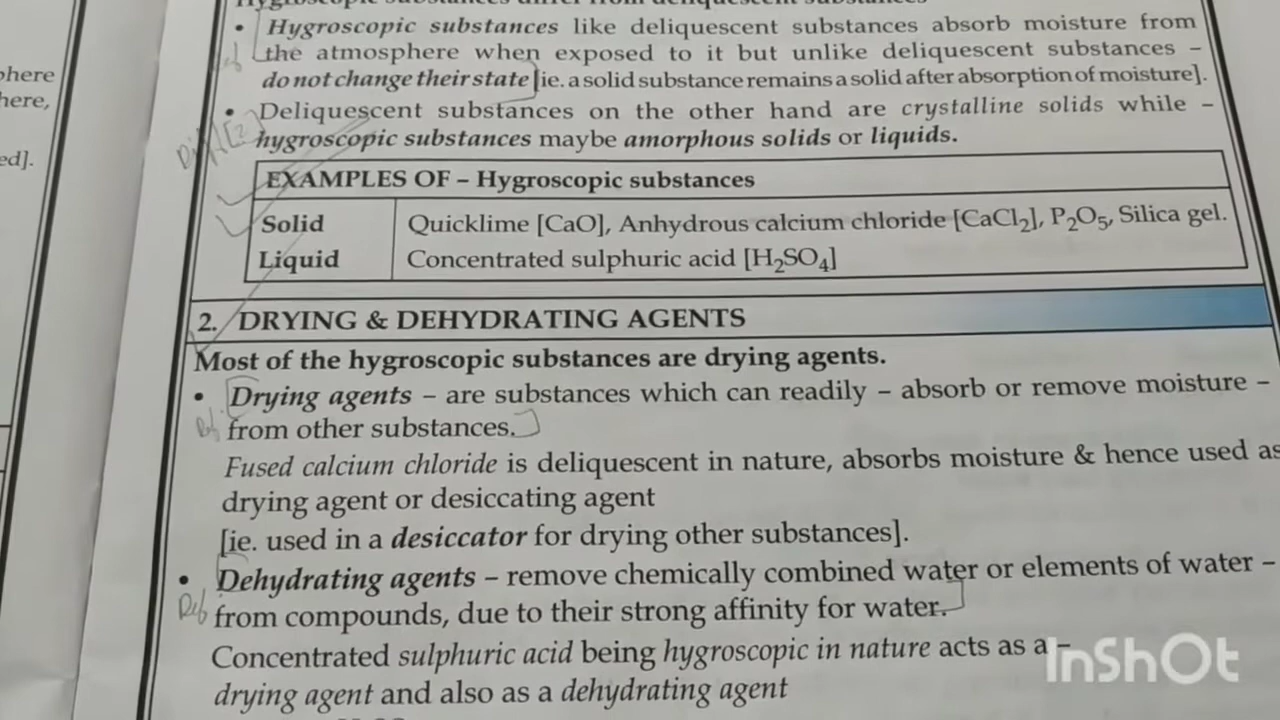 Hygroscopic substances differ from deliquescent substances
• Hygroscopic substances like deliquescent substances absorb moisture from
the atmosphere when exposed to it but unlike deliquescent substances –
do not change their state [ie. a solid substance remains a solid after absorption of moisture].
• Deliquescent substances on the other hand are crystalline solids while –
hygroscopic substances maybe amorphous solids or liquids.
EXAMPLES OF – Hygroscopic substances
Solid Quicklime [CaO], Anhydrous calcium chloride [CaCl₂], P₂O₅, Silica gel.
Liquid Concentrated sulphuric acid [H₂SO₄]
2. DRYING & DEHYDRATING AGENTS
Most of the hygroscopic substances are drying agents.
• Drying agents – are substances which can readily – absorb or remove moisture –
from other substances.
Fused calcium chloride is deliquescent in nature, absorbs moisture & hence used as
drying agent or desiccating agent
[ie. used in a desiccator for drying other substances].
• Dehydrating agents – remove chemically combined water or elements of water –
Def from compounds, due to their strong affinity for water.
Concentrated sulphuric acid being hygroscopic in nature acts as a –
drying agent and also as a dehydrating agent
ed].
InShOt